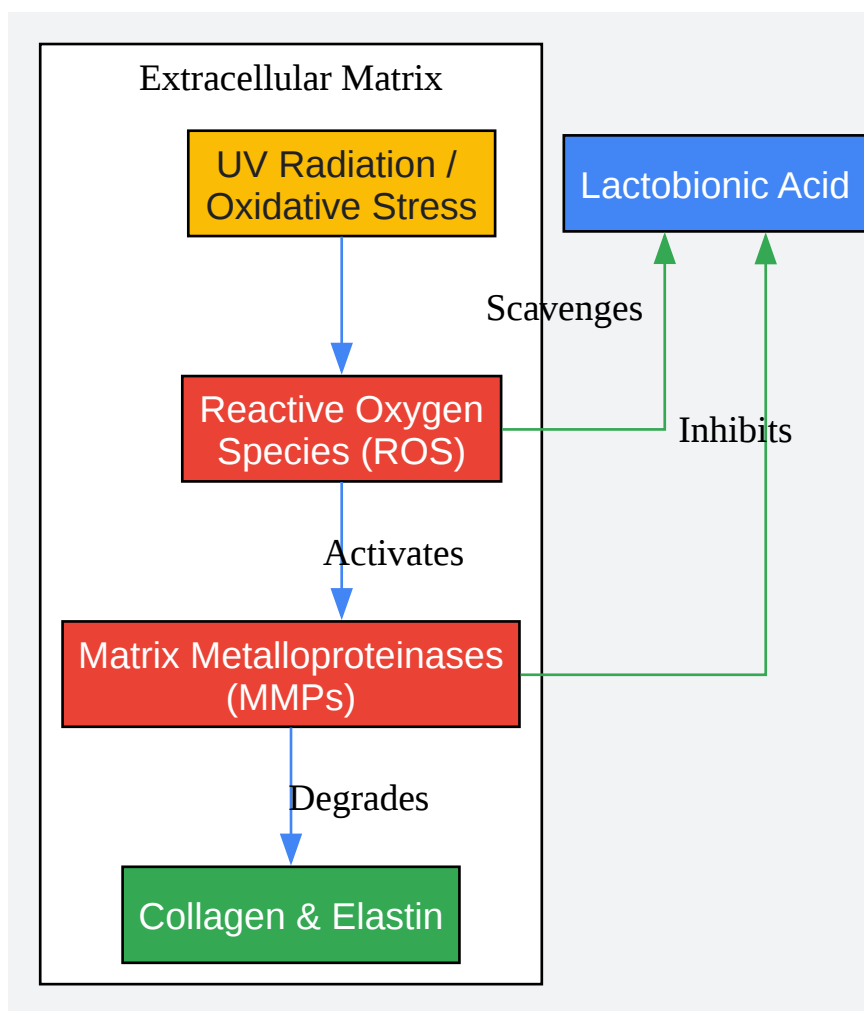 Extracellular Matrix
UV Radiation /
Oxidative Stress
Lactobionic Acid
Scavenges
Reactive Oxygen
Species (ROS)
Inhibits
Activates
Matrix Metalloproteinases
(MMPs)
Degrades
Collagen & Elastin